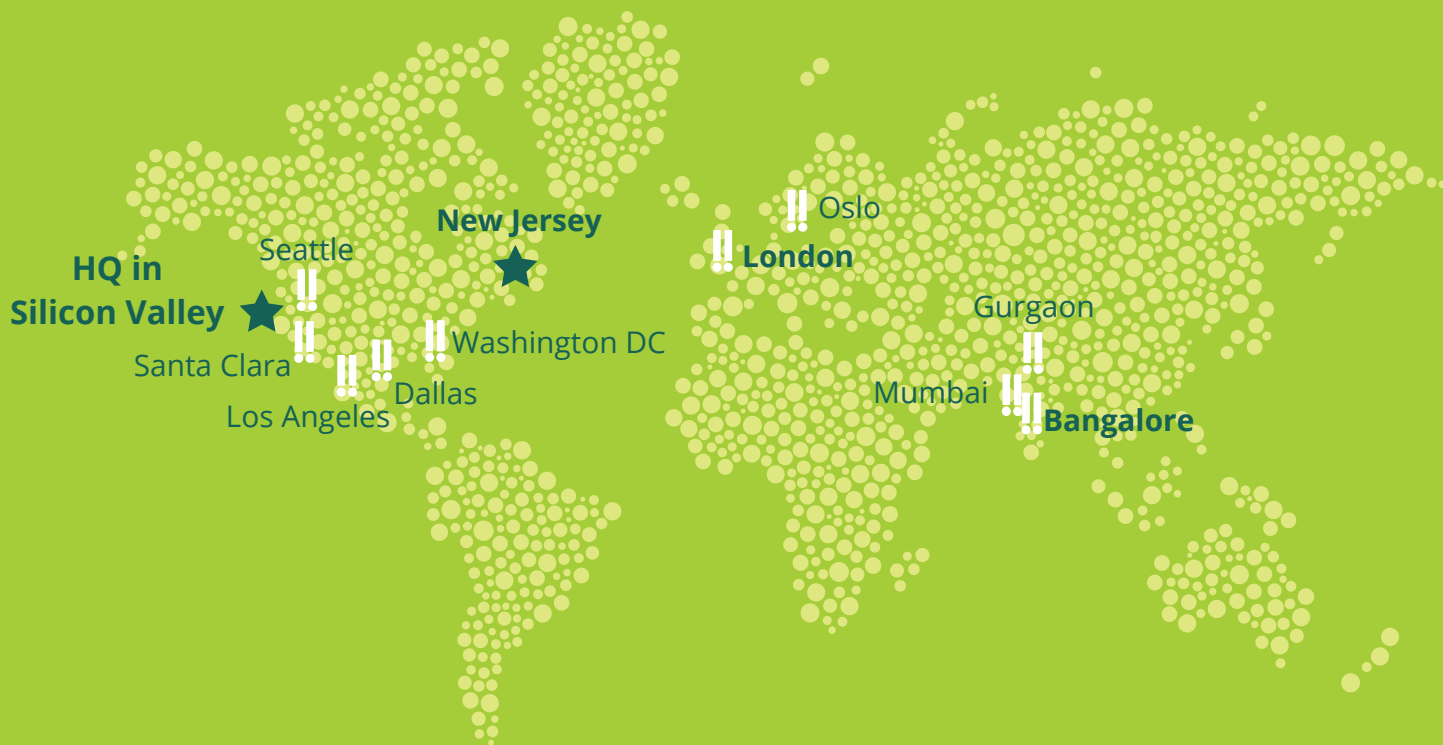 New Jersey
Seattle
HQ in
Silicon Valley
Oslo
London
Gurgaon
Washington DC
Santa Clara
Dallas
Los Angeles
Mumbai
Bangalore